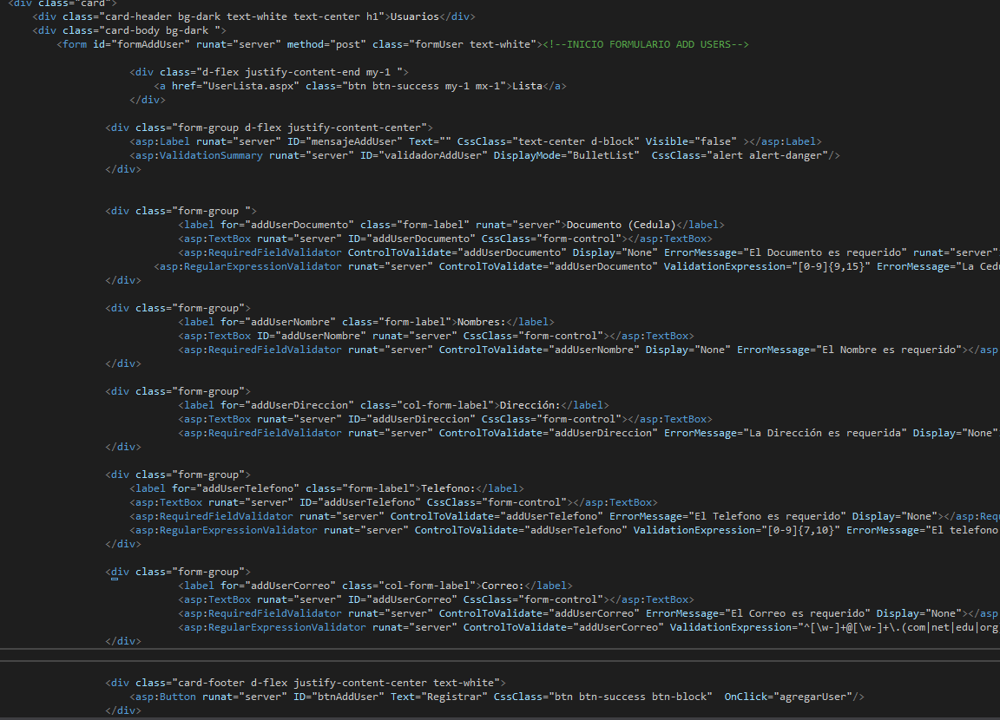 <div class="card">
<div class="card-header bg-dark text-white text-center h1">Usuarios</div>
<div class="card-body bg-dark ">
<form id="formAddUser" runat="server" method="post" class="formUser text-white"><!--INICIO FORMULARIO ADD USERS-->
<div class="d-flex justify-content-end my-1 ">
<a href="UserLista.aspx" class="btn btn-success my-1 mx-1">Lista</a>
</div>
<div class="form-group d-flex justify-content-center">
<asp:Label runat="server" ID="mensajeAddUser" Text="" CssClass="text-center d-block" Visible="false" ></asp:Label>
<asp:ValidationSummary runat="server" ID="validadorAddUser" DisplayMode="BulletList"  CssClass="alert alert-danger"/>
</div>
<div class="form-group ">
<label for="addUserDocumento" class="form-label" runat="server">Documento (Cedula)</label>
<asp:TextBox runat="server" ID="addUserDocumento" CssClass="form-control"></asp:TextBox>
<asp:RequiredFieldValidator ControlToValidate="addUserDocumento" Display="None" ErrorMessage="El Documento es requerido" runat="server"
<asp:RegularExpressionValidator runat="server" ControlToValidate="addUserDocumento" ValidationExpression="[0-9]{9,15}" ErrorMessage="La Cedu
</div>
<div class="form-group">
<label for="addUserNombre" class="form-label">Nombres:</label>
<asp:TextBox ID="addUserNombre" runat="server" CssClass="form-control"></asp:TextBox>
<asp:RequiredFieldValidator runat="server" ControlToValidate="addUserNombre" Display="None" ErrorMessage="El Nombre es requerido"></asp
</div>
<div class="form-group">
<label for="addUserDireccion" class="col-form-label">Dirección:</label>
<asp:TextBox runat="server" ID="addUserDireccion" CssClass="form-control"></asp:TextBox>
<asp:RequiredFieldValidator runat="server" ControlToValidate="addUserDireccion" ErrorMessage="La Dirección es requerida" Display="None"
</div>
<div class="form-group">
<label for="addUserTelefono" class="form-label">Telefono:</label>
<asp:TextBox runat="server" ID="addUserTelefono" CssClass="form-control"></asp:TextBox>
<asp:RequiredFieldValidator runat="server" ControlToValidate="addUserTelefono" ErrorMessage="El Telefono es requerido" Display="None"></asp:Requ
<asp:RegularExpressionValidator runat="server" ControlToValidate="addUserTelefono" ValidationExpression="[0-9]{7,10}" ErrorMessage="El telefono
</div>
<div class="form-group">
<label for="addUserCorreo" class="col-form-label">Correo:</label>
<asp:TextBox runat="server" ID="addUserCorreo" CssClass="form-control"></asp:TextBox>
<asp:RequiredFieldValidator runat="server" ControlToValidate="addUserCorreo" ErrorMessage="El Correo es requerido" Display="None"></asp
<asp:RegularExpressionValidator runat="server" ControlToValidate="addUserCorreo" ValidationExpression="^[\w-]+@[\w-]+\.(com|net|edu|org
</div>
<div class="card-footer d-flex justify-content-center text-white">
<asp:Button runat="server" ID="btnAddUser" Text="Registrar" CssClass="btn btn-success btn-block"  OnClick="agregarUser"/>
</div>